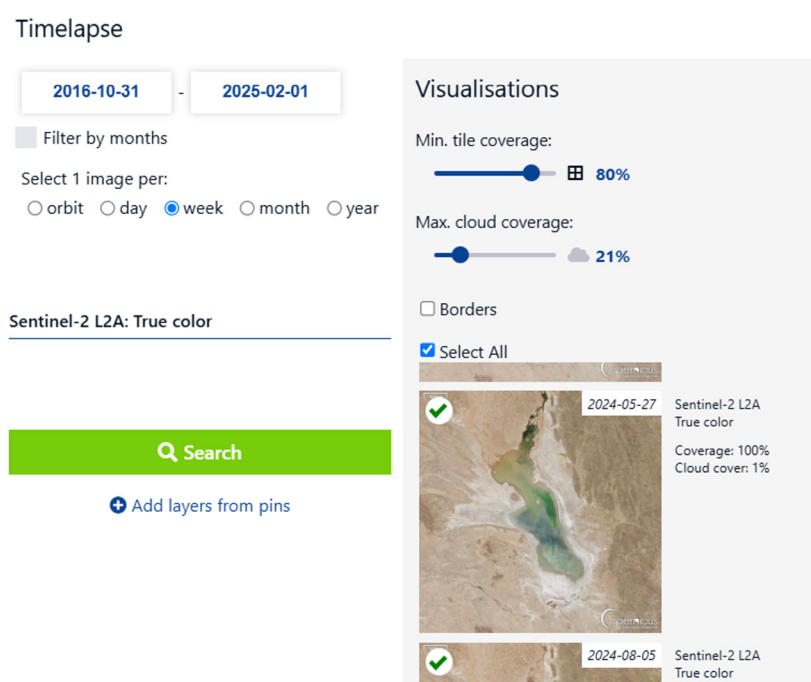 Timelapse
2016-10-31 - 2025-02-01
Filter by months
Select 1 image per:
orbit day week month year
Sentinel-2 L2A: True color
Search
Add layers from pins
Visualisations
Min. tile coverage:
80%
Max. cloud coverage:
21%
Borders
Select All
2024-05-27
Sentinel-2 L2A
True color
Coverage: 100%
Cloud cover: 1%
opernicus
2024-08-05
Sentinel-2 L2A
True color